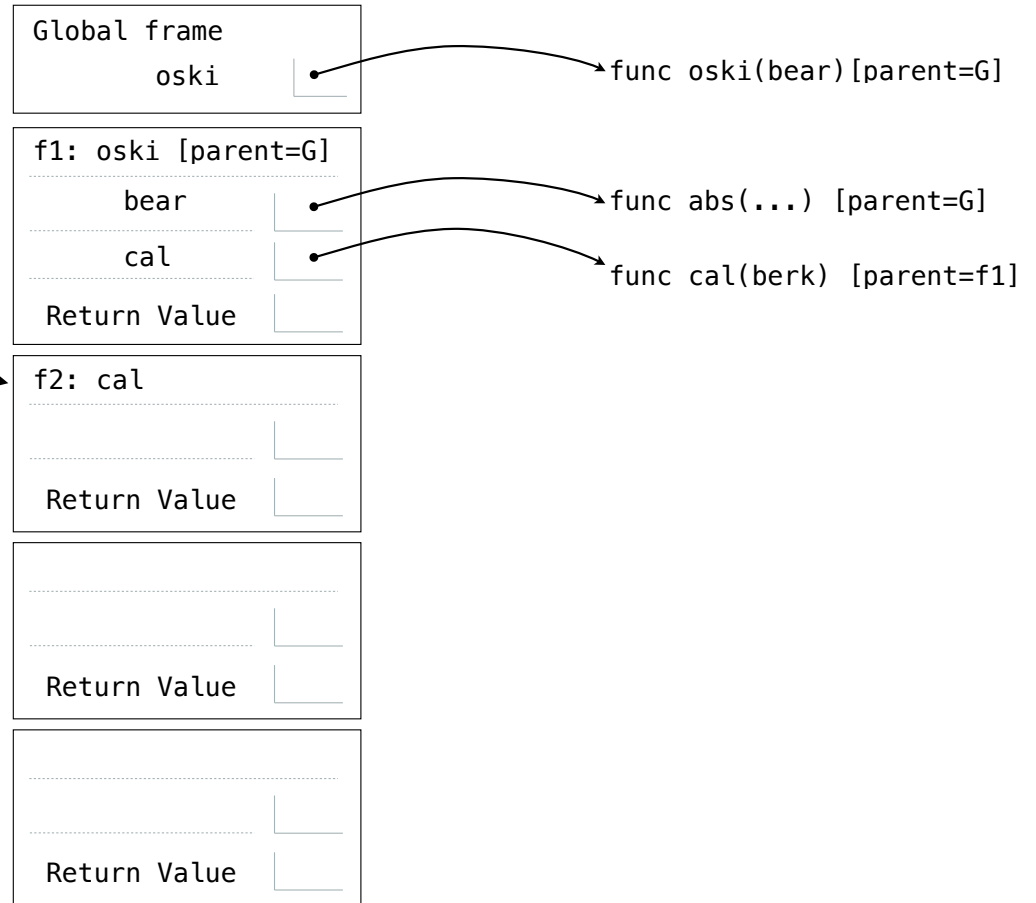 Global frame
oski
func oski(bear)[parent=G]
f1: oski [parent=G]
bear
func abs(...) [parent=G]
cal
func cal(berk) [parent=f1]
Return Value
f2: cal
Return Value
Return Value
Return Value